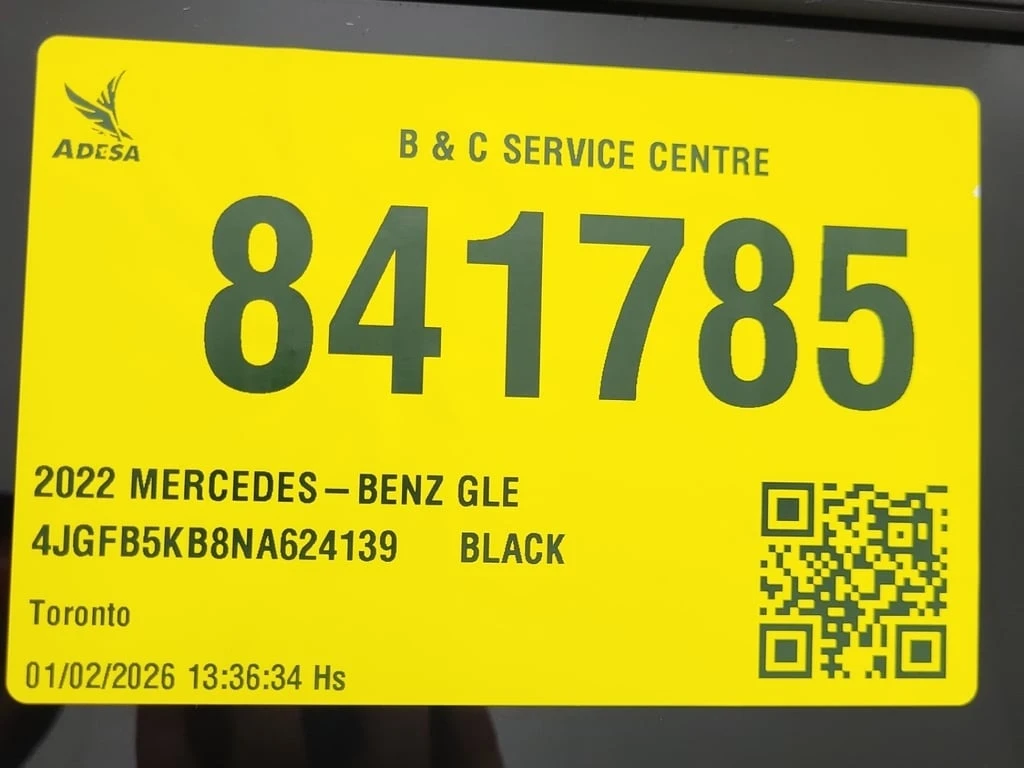 ADESA
B & C SERVICE CENTRE
841785
2022 MERCEDES-BENZ GLE
4JGFB5KB8NA624139 BLACK
Toronto
01/02/2026 13:36:34 Hs